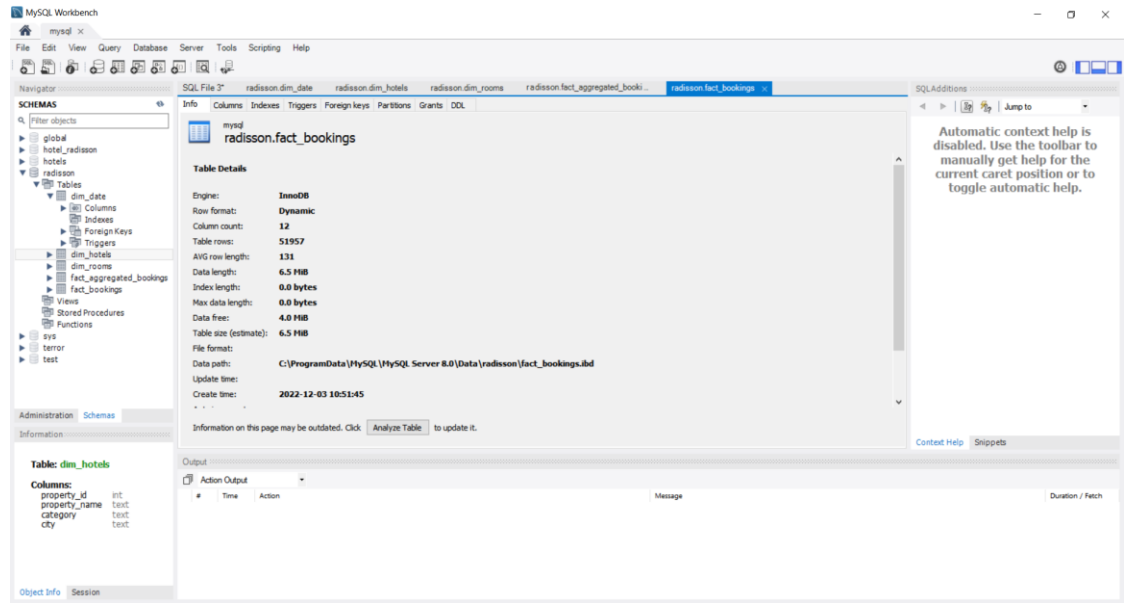 MySQL Workbench
mysql ×
File Edit View Query Database Server Tools Scripting Help
Navigator
SCHEMAS
Filter objects
global
hotel_radisson
hotels
radisson
Tables
dim_date
Columns
Indexes
Foreign Keys
Triggers
dim_hotels
dim_rooms
fact_aggregated_bookings
fact_bookings
Views
Stored Procedures
Functions
sys
terror
test
Administration Schemas
Information
Table: dim_hotels
Columns:
property_id int
property_name text
category text
city text
Object Info Session
SQL File 3* radisson.dim_date radisson.dim_hotels radisson.dim_rooms radisson.fact_aggregated_booki... radisson.fact_bookings ×
Info Columns Indexes Triggers Foreign keys Partitions Grants DDL
mysql
radisson.fact_bookings
Table Details
Engine: InnoDB
Row format: Dynamic
Column count: 12
Table rows: 51957
AVG row length: 131
Data length: 6.5 MiB
Index length: 0.0 bytes
Max data length: 0.0 bytes
Data free: 4.0 MiB
Table size (estimate): 6.5 MiB
File format:
Data path: C:\ProgramData\MySQL\MySQL Server 8.0\Data\radisson\fact_bookings.ibd
Update time:
Create time: 2022-12-03 10:51:45
Information on this page may be outdated. Click Analyze Table to update it.
Output
Action Output
# Time Action Message Duration / Fetch
SQLAdditions
Jump to
Automatic context help is
disabled. Use the toolbar to
manually get help for the
current caret position or to
toggle automatic help.
Context Help Snippets